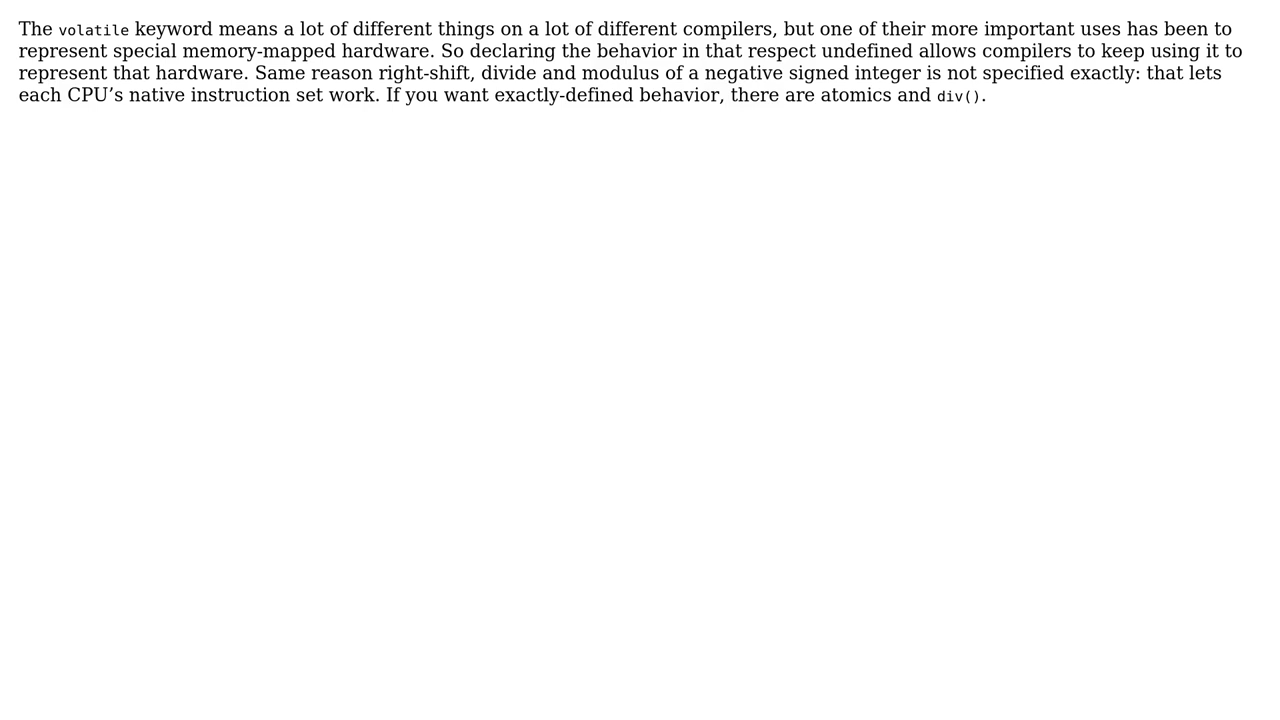 The volatile keyword means a lot of different things on a lot of different compilers, but one of their more important uses has been to
represent special memory-mapped hardware. So declaring the behavior in that respect undefined allows compilers to keep using it to
represent that hardware. Same reason right-shift, divide and modulus of a negative signed integer is not specified exactly: that lets
each CPU’s native instruction set work. If you want exactly-defined behavior, there are atomics and div().